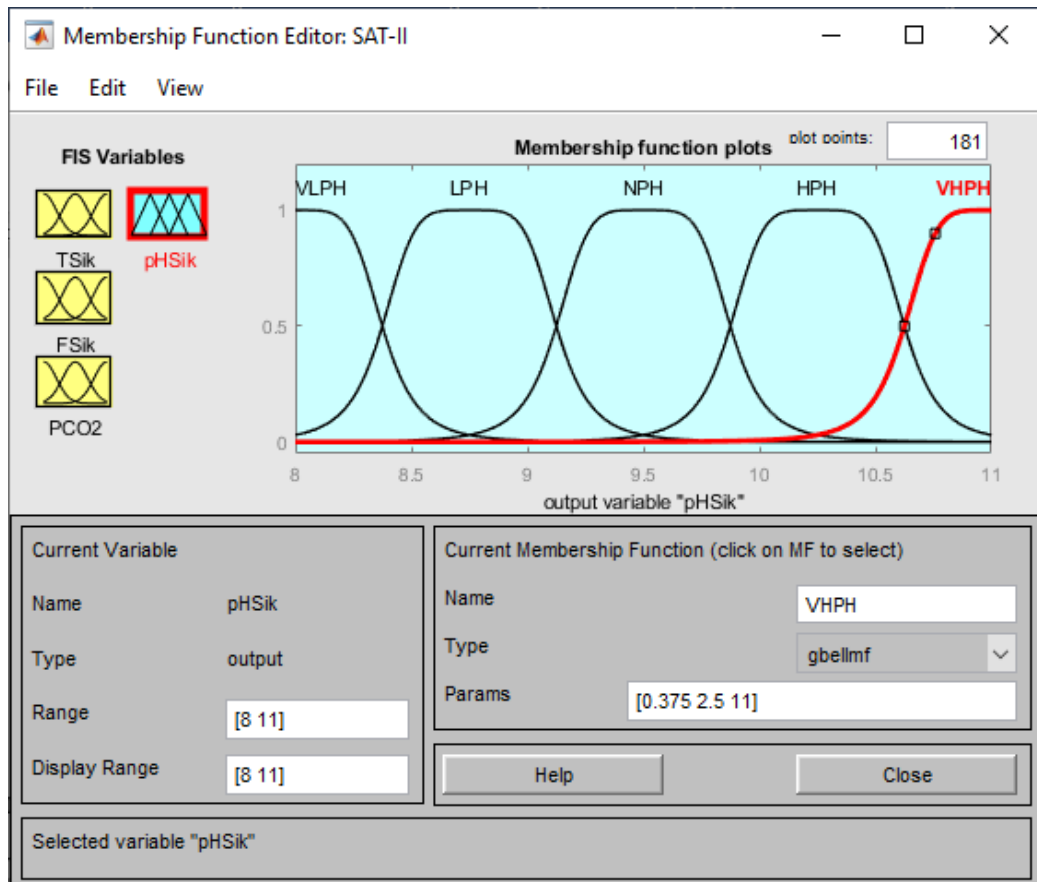 Membership Function Editor: SAT-II
File Edit View
FIS Variables
TSik
pHSik
FSik
PCO2
Membership function plots
plot points:
181
VLPH LPH NPH HPH VHPH
1
0.5
0
8 8.5 9 9.5 10 10.5 11
output variable "pHSik"
Current Variable
Name pHSik
Type output
Range [8 11]
Display Range [8 11]
Current Membership Function (click on MF to select)
Name VHPH
Type gbellmf
Params [0.375 2.5 11]
Help Close
Selected variable "pHSik"